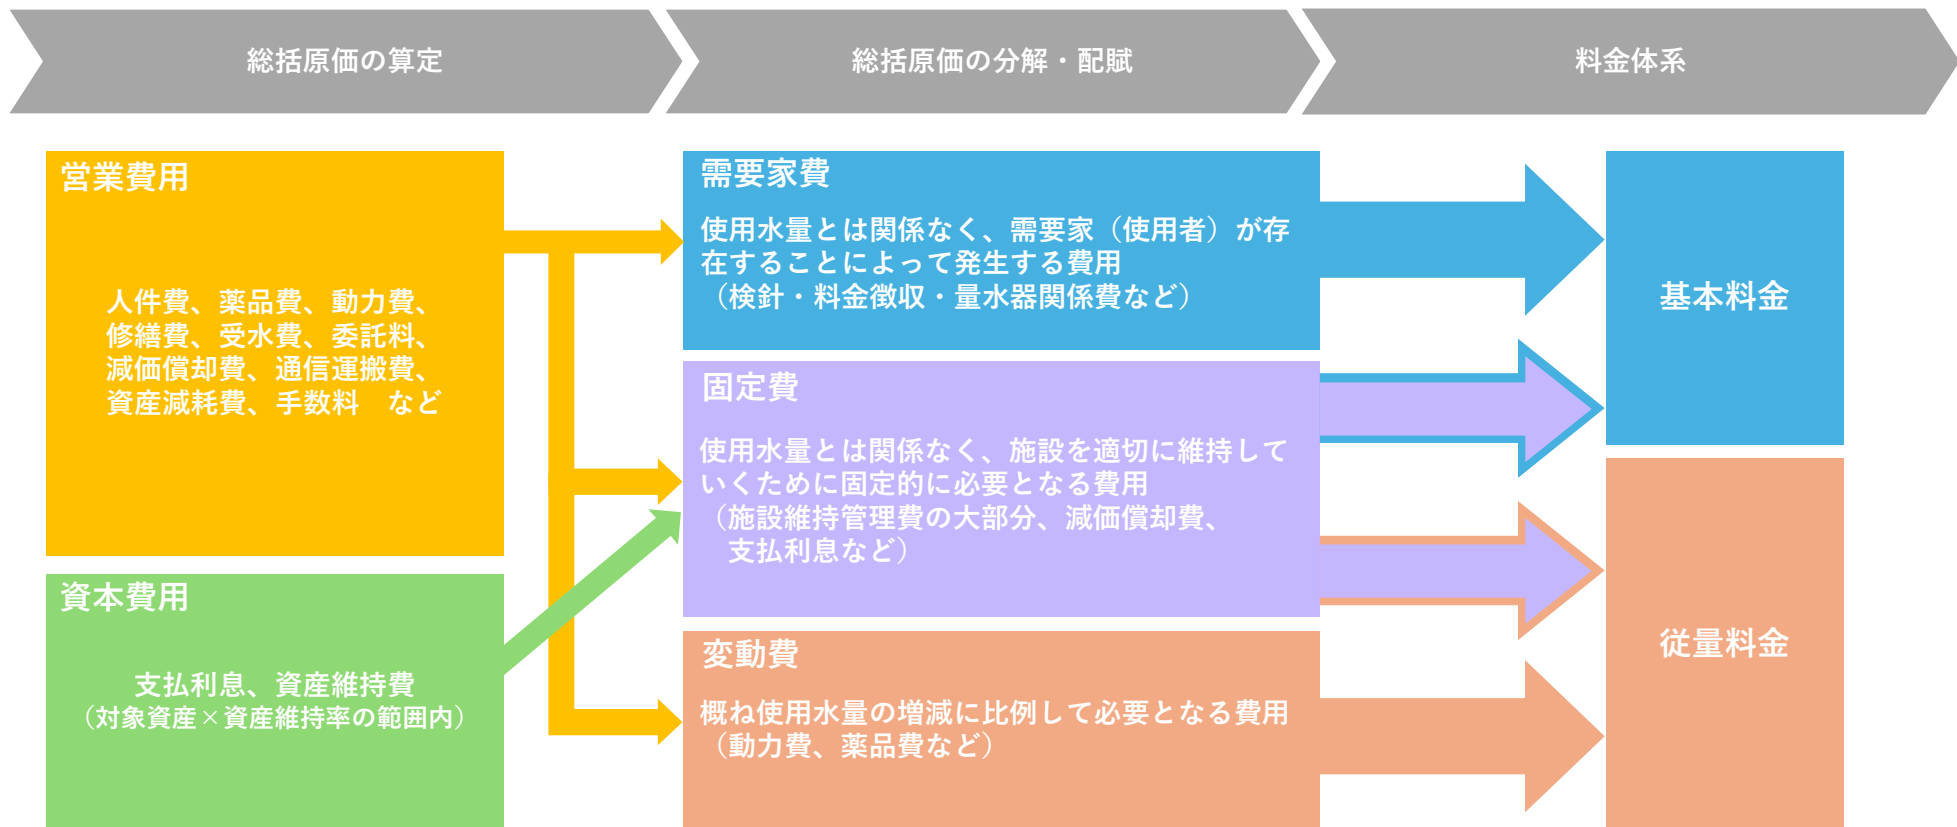 総括原価の算定
総括原価の分解・配賦
料金体系
営業費用
人件費、薬品費、動力費、
修繕費、受水費、委託料、
減価償却費、通信運搬費、
資産減耗費、手数料　など
資本費用
支払利息、資産維持費
（対象資産×資産維持率の範囲内）
需要家費
使用水量とは関係なく、需要家（使用者）が存
在することによって発生する費用
（検針・料金徴収・量水器関係費など）
固定費
使用水量とは関係なく、施設を適切に維持して
いくために固定的に必要となる費用
（施設維持管理費の大部分、減価償却費、
支払利息など）
変動費
概ね使用水量の増減に比例して必要となる費用
（動力費、薬品費など）
基本料金
従量料金